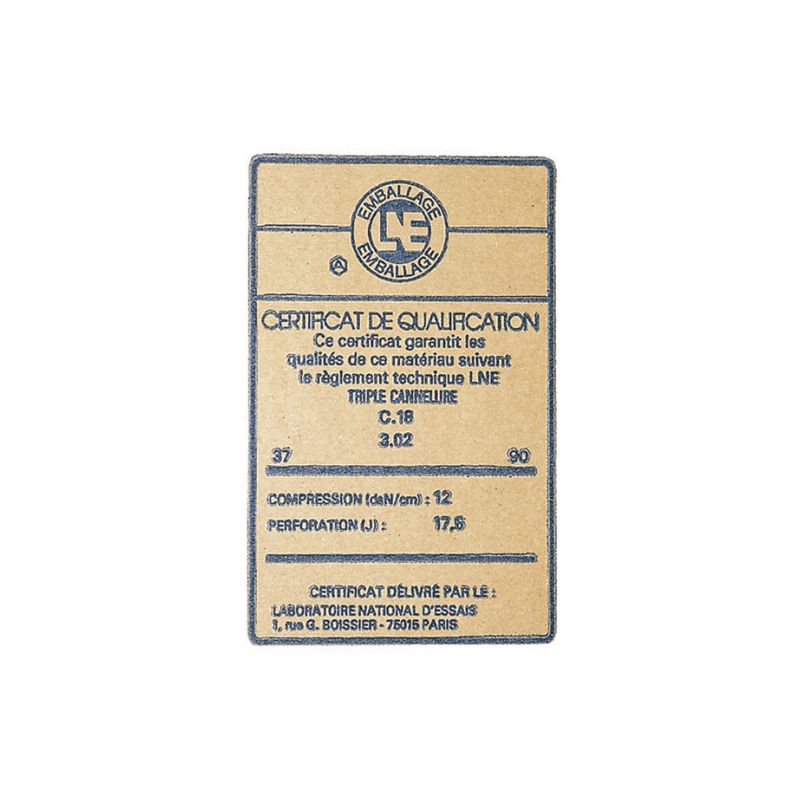 EMBALLAGE
LNE
EMBALLAGE
A
CERTIFICAT DE QUALIFICATION
Ce certificat garantit les
qualités de ce matériau suivant
le règlement technique LNE
TRIPLE CANNELURE
C.18
3.02
37 90
COMPRESSION (daN/cm) : 12
PERFORATION (J) : 17,5
CERTIFICAT DÉLIVRÉ PAR LE :
LABORATOIRE NATIONAL D'ESSAIS
1, rue G. BOISSIER - 75015 PARIS